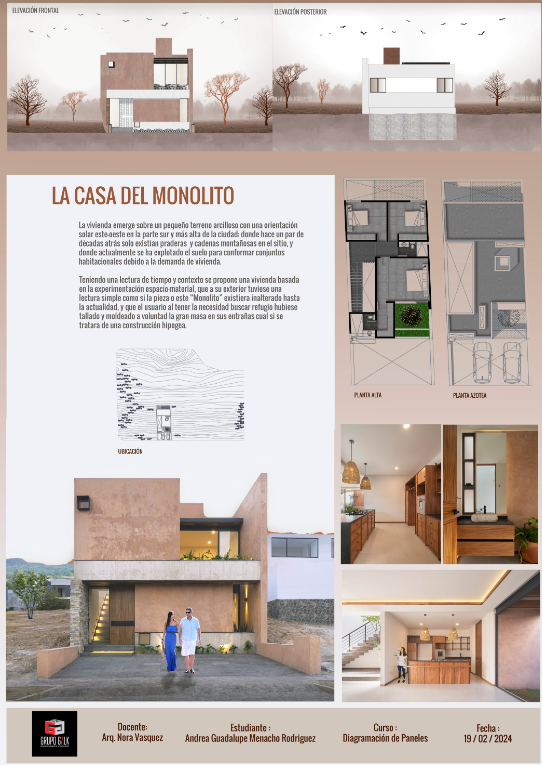 ELEVACIÓN FRONTAL
ELEVACIÓN POSTERIOR
LA CASA DEL MONOLITO
La vivienda emerge sobre un pequeño terreno arcilloso con una orientación
solar este-oeste en la parte sur y más alta de la ciudad; donde hace un par de
décadas atrás solo existían praderas y cadenas montañosas en el sitio, y
donde actualmente se ha explotado el suelo para conformar conjuntos
habitacionales debido a la demanda de vivienda.
Teniendo una lectura de tiempo y contexto se propone una vivienda basada
en la experimentación espacio-material, que a su exterior tuviese una
lectura simple como si la pieza o este "Monolito" existiera inalterado hasta
la actualidad, y que el usuario al tener la necesidad buscar refugio hubiese
tallado y moldeado a voluntad la gran masa en sus entrañas cual si se
tratara de una construcción hipogea.
UBICACIÓN
PLANTA ALTA
PLANTA AZOTEA
GRUPO GALX
Docente:
Arq. Nora Vasquez
Estudiante :
Andrea Guadalupe Menacho Rodriguez
Curso :
Diagramación de Paneles
Fecha :
19 / 02 / 2024